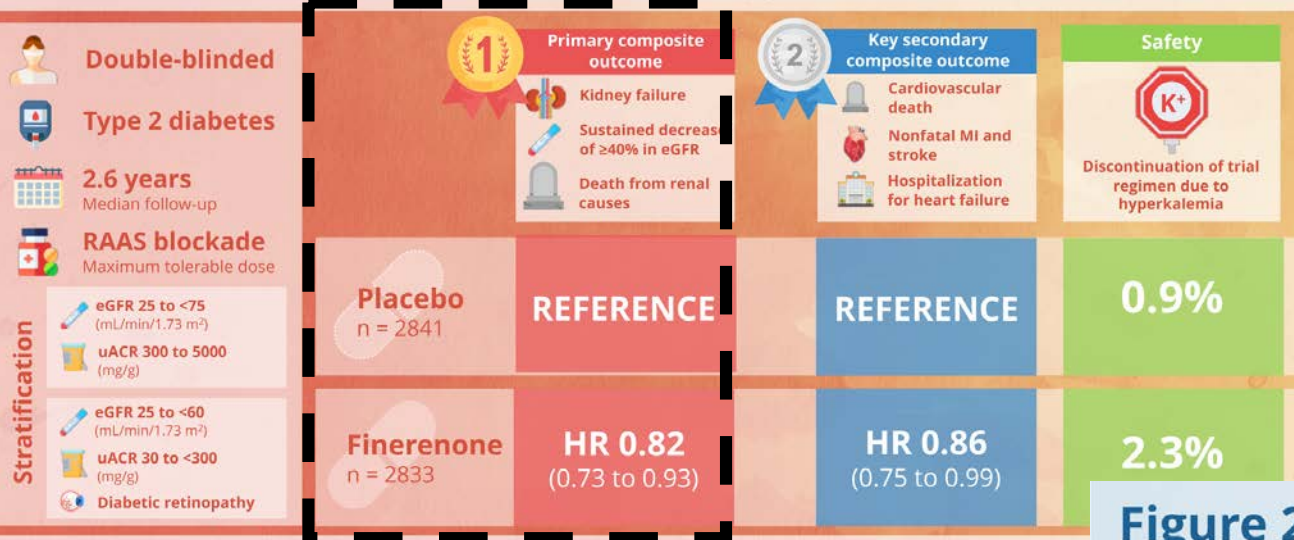 Double-blinded
Type 2 diabetes
2.6 years
Median follow-up
RAAS blockade
Maximum tolerable dose
Stratification
eGFR 25 to <75
(mL/min/1.73 m²)
uACR 300 to 5000
(mg/g)
eGFR 25 to <60
(mL/min/1.73 m²)
uACR 30 to <300
(mg/g)
Diabetic retinopathy
1
Primary composite
outcome
Kidney failure
Sustained decrease
of ≥40% in eGFR
Death from renal
causes
2
Key secondary
composite outcome
Cardiovascular
death
Nonfatal MI and
stroke
Hospitalization
for heart failure
Safety
K+
Discontinuation of trial
regimen due to
hyperkalemia
Placebo
n = 2841
REFERENCE
REFERENCE
0.9%
Finerenone
n = 2833
HR 0.82
(0.73 to 0.93)
HR 0.86
(0.75 to 0.99)
2.3%
Figure 2